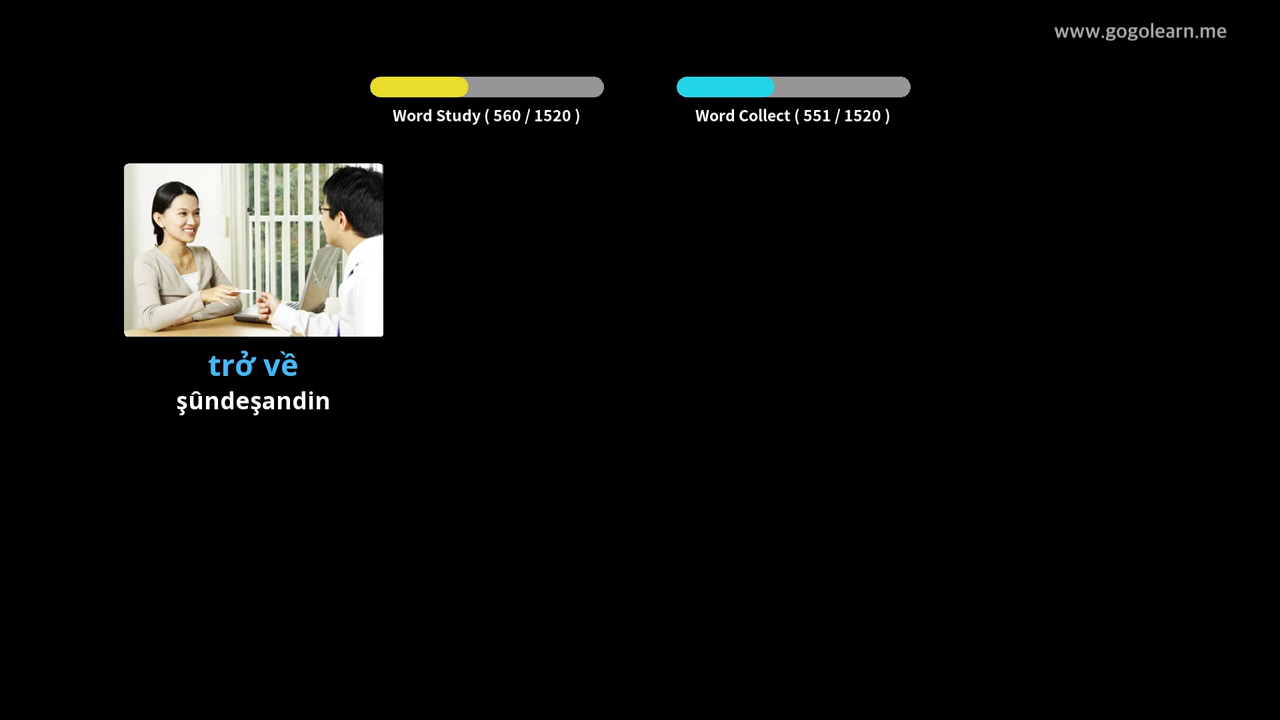 www.gogolearn.me
Word Study ( 560 / 1520 )
Word Collect ( 551 / 1520 )
trở về
şûndeşandin